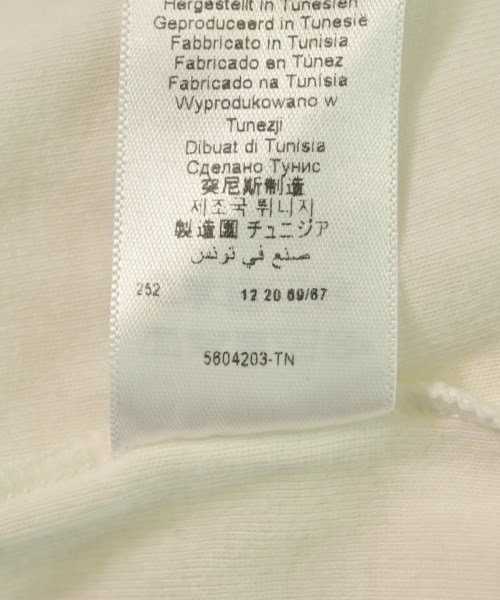 Hergestellt in Tunesien
Geproduceerd in Tunesië
Fabbricato in Tunisia
Fabricado en Túnez
Fabricado na Tunísia
Wyprodukowano w
Tunezji
Dibuat di Tunisia
Сделано Тунис
突尼斯制造
제조국 튀니지
製造國 チュニジア
صنع في تونس
252 12 20 69/67
5604203-TN